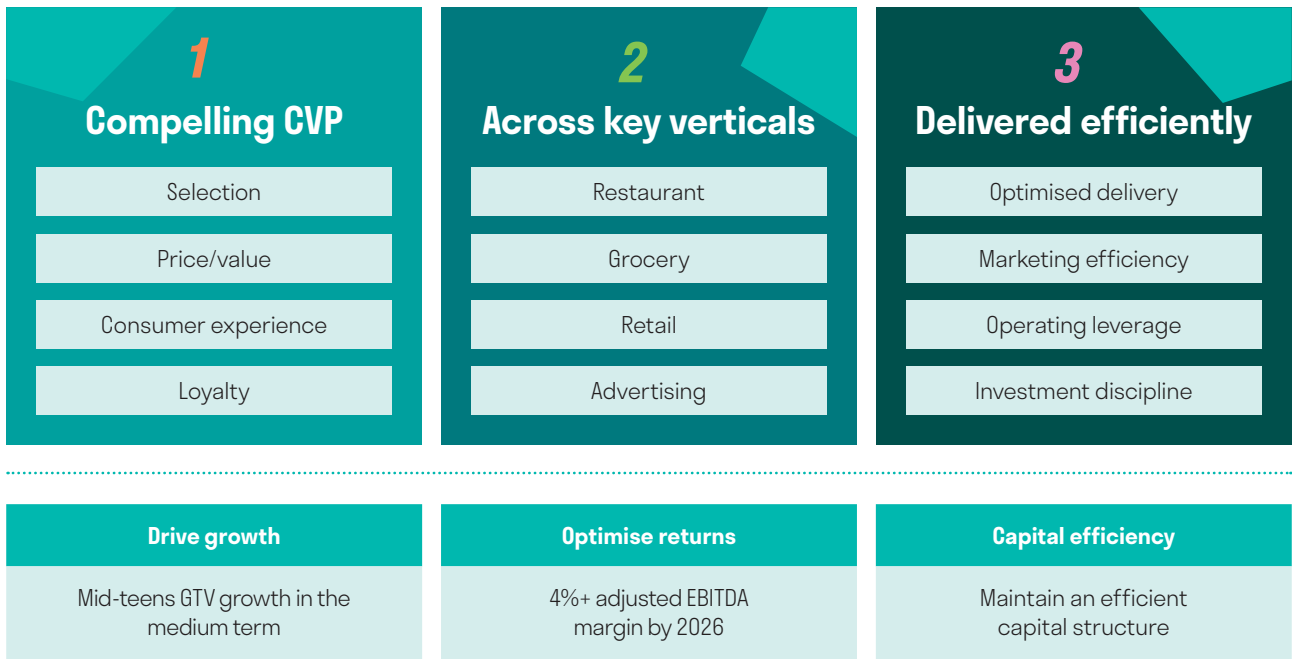 1
Compelling CVP
Selection
Price/value
Consumer experience
Loyalty
2
Across key verticals
Restaurant
Grocery
Retail
Advertising
3
Delivered efficiently
Optimised delivery
Marketing efficiency
Operating leverage
Investment discipline
Drive growth
Mid-teens GTV growth in the
medium term
Optimise returns
4%+ adjusted EBITDA
margin by 2026
Capital efficiency
Maintain an efficient
capital structure